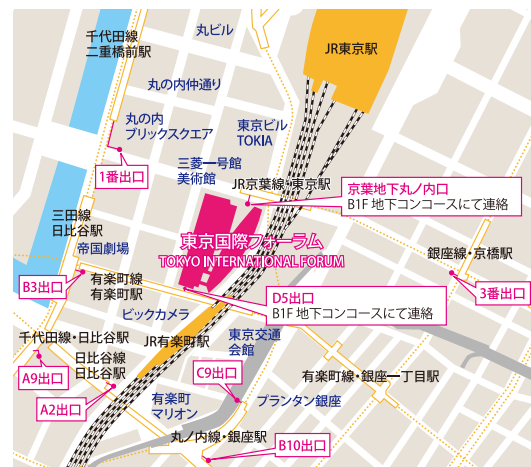 千代田線
二重橋前駅
丸ビル
JR東京駅
丸の内仲通り
丸の内
ブリックスクエア
東京ビル
TOKIA
1番出口
三菱一号館
美術館
JR京葉線・東京駅
京葉地下丸ノ内口
B1F 地下コンコースにて連絡
三田線
日比谷駅
帝国劇場
東京国際フォーラム
TOKYO INTERNATIONAL FORUM
銀座線・京橋駅
B3出口
有楽町線
有楽町駅
D5出口
B1F 地下コンコースにて連絡
3番出口
ビックカメラ
千代田線・日比谷駅
JR有楽町駅
東京交通
会館
日比谷線
日比谷駅
C9出口
有楽町線・銀座一丁目駅
A9出口
A2出口
有楽町
マリオン
プランタン銀座
丸ノ内線・銀座駅
B10出口